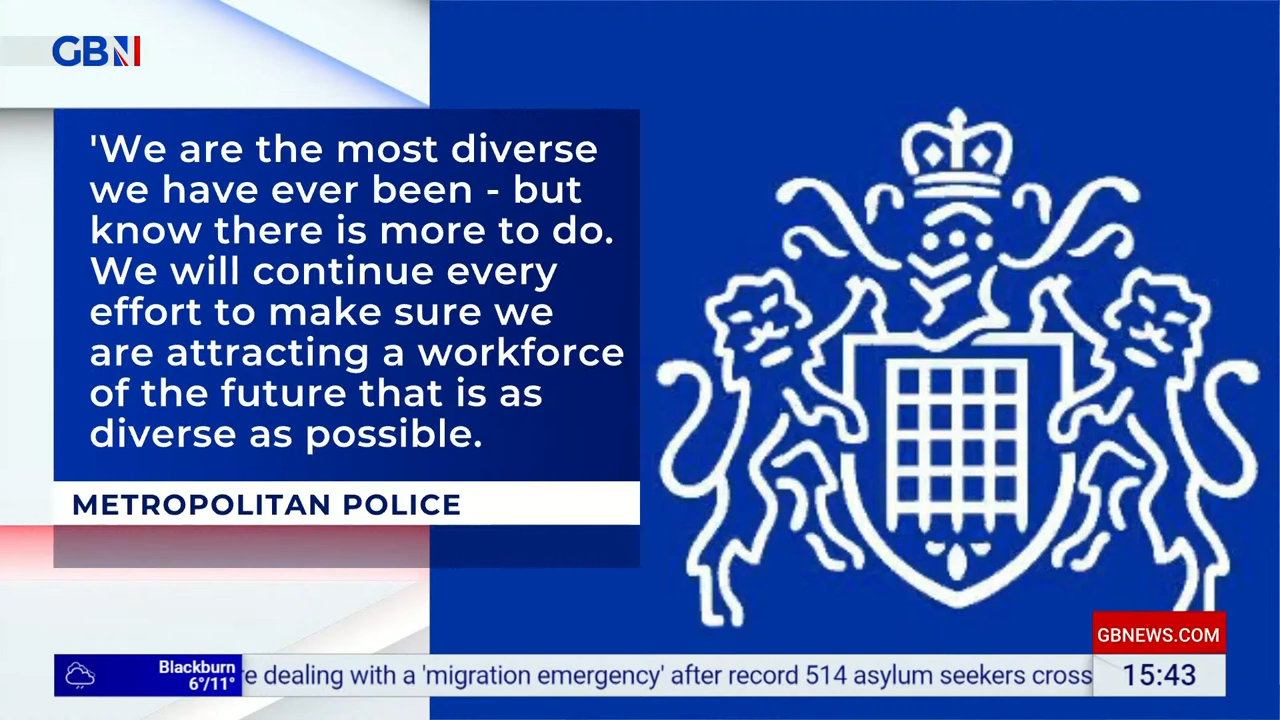 GBN
'We are the most diverse
we have ever been - but
know there is more to do.
We will continue every
effort to make sure we
are attracting a workforce
of the future that is as
diverse as possible.
METROPOLITAN POLICE
GBNEWS.COM
Blackburn
6°/11°
re dealing with a 'migration emergency' after record 514 asylum seekers cross
15:43